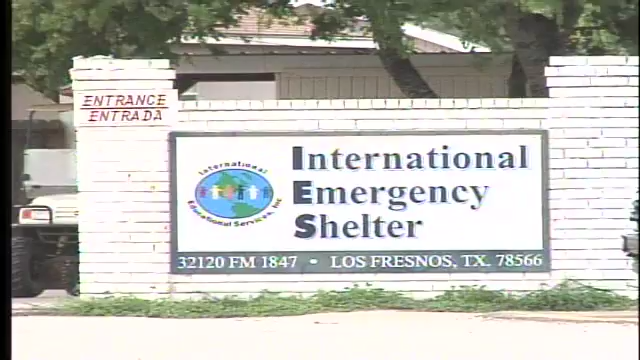 ENTRANCE
ENTRADA
International
Educational Services, Inc
International
Emergency
Shelter
32120 FM 1847 • LOS FRESNOS, TX. 78566